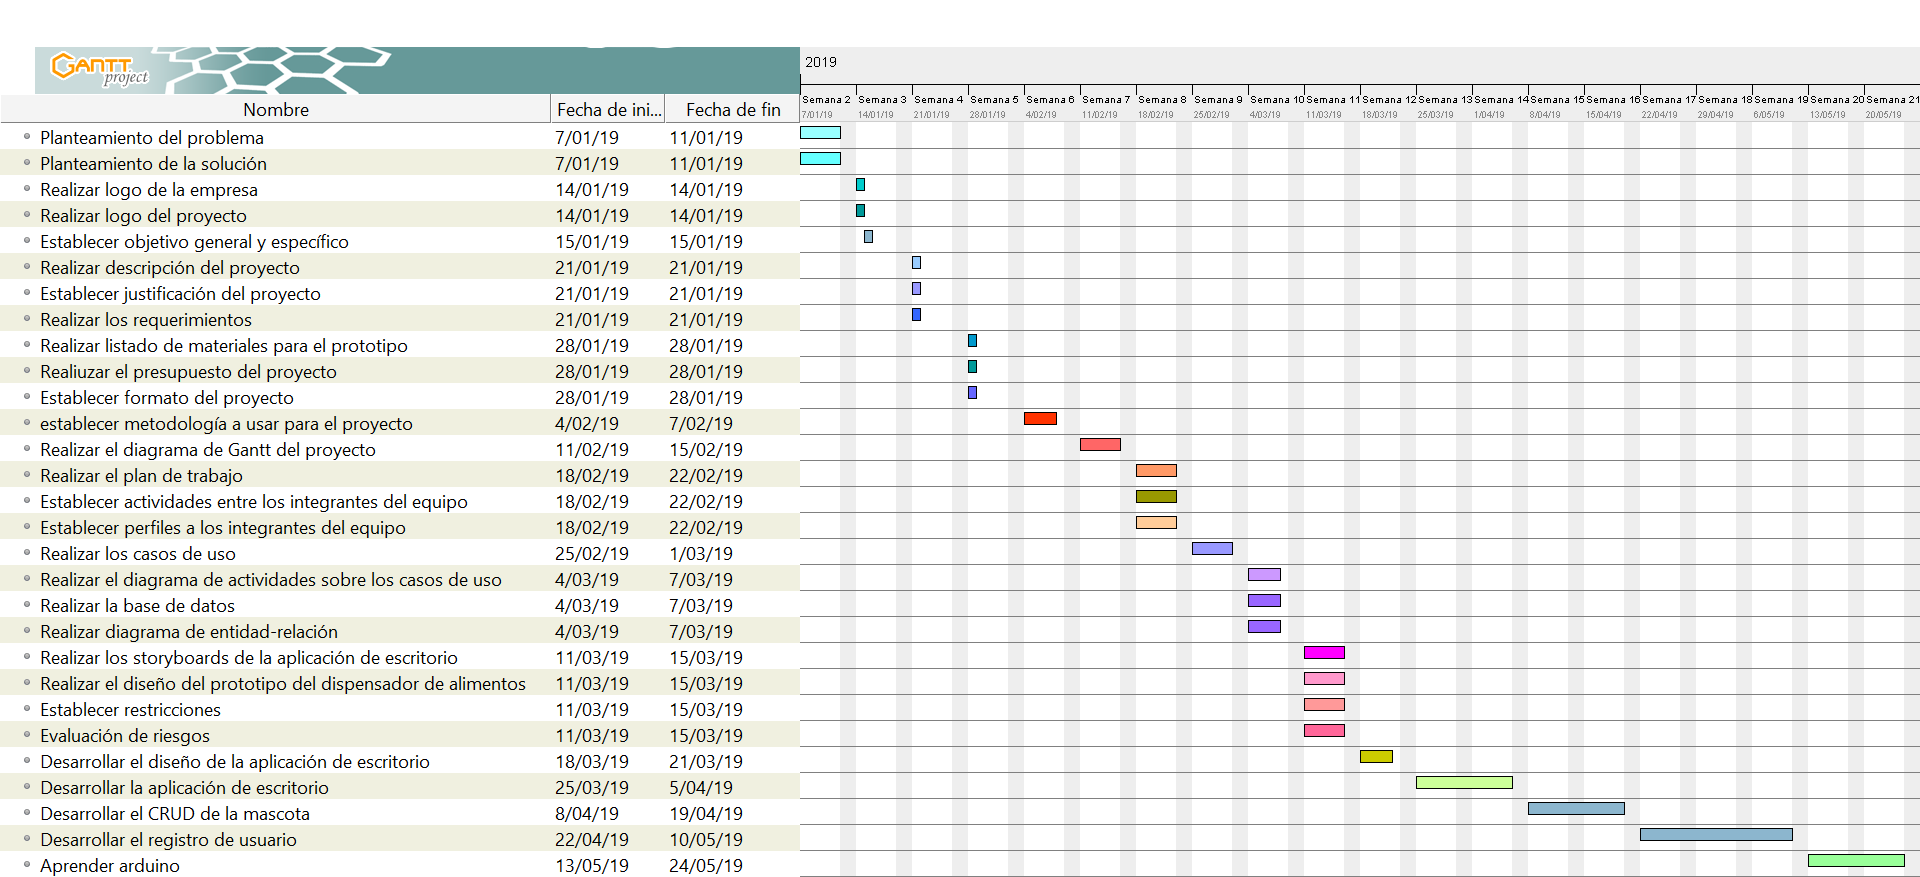 GANTT
project
2019
Nombre Fecha de ini... Fecha de fin
Semana 2 Semana 3 Semana 4 Semana 5 Semana 6 Semana 7 Semana 8 Semana 9 Semana 10 Semana 11 Semana 12 Semana 13 Semana 14 Semana 15 Semana 16 Semana 17 Semana 18 Semana 19 Semana 20 Semana 21
7/01/19 14/01/19 21/01/19 28/01/19 4/02/19 11/02/19 18/02/19 25/02/19 4/03/19 11/03/19 18/03/19 25/03/19 1/04/19 8/04/19 15/04/19 22/04/19 29/04/19 6/05/19 13/05/19 20/05/19
Planteamiento del problema 7/01/19 11/01/19
Planteamiento de la solución 7/01/19 11/01/19
Realizar logo de la empresa 14/01/19 14/01/19
Realizar logo del proyecto 14/01/19 14/01/19
Establecer objetivo general y específico 15/01/19 15/01/19
Realizar descripción del proyecto 21/01/19 21/01/19
Establecer justificación del proyecto 21/01/19 21/01/19
Realizar los requerimientos 21/01/19 21/01/19
Realizar listado de materiales para el prototipo 28/01/19 28/01/19
Realiuzar el presupuesto del proyecto 28/01/19 28/01/19
Establecer formato del proyecto 28/01/19 28/01/19
establecer metodología a usar para el proyecto 4/02/19 7/02/19
Realizar el diagrama de Gantt del proyecto 11/02/19 15/02/19
Realizar el plan de trabajo 18/02/19 22/02/19
Establecer actividades entre los integrantes del equipo 18/02/19 22/02/19
Establecer perfiles a los integrantes del equipo 18/02/19 22/02/19
Realizar los casos de uso 25/02/19 1/03/19
Realizar el diagrama de actividades sobre los casos de uso 4/03/19 7/03/19
Realizar la base de datos 4/03/19 7/03/19
Realizar diagrama de entidad-relación 4/03/19 7/03/19
Realizar los storyboards de la aplicación de escritorio 11/03/19 15/03/19
Realizar el diseño del prototipo del dispensador de alimentos 11/03/19 15/03/19
Establecer restricciones 11/03/19 15/03/19
Evaluación de riesgos 11/03/19 15/03/19
Desarrollar el diseño de la aplicación de escritorio 18/03/19 21/03/19
Desarrollar la aplicación de escritorio 25/03/19 5/04/19
Desarrollar el CRUD de la mascota 8/04/19 19/04/19
Desarrollar el registro de usuario 22/04/19 10/05/19
Aprender arduino 13/05/19 24/05/19